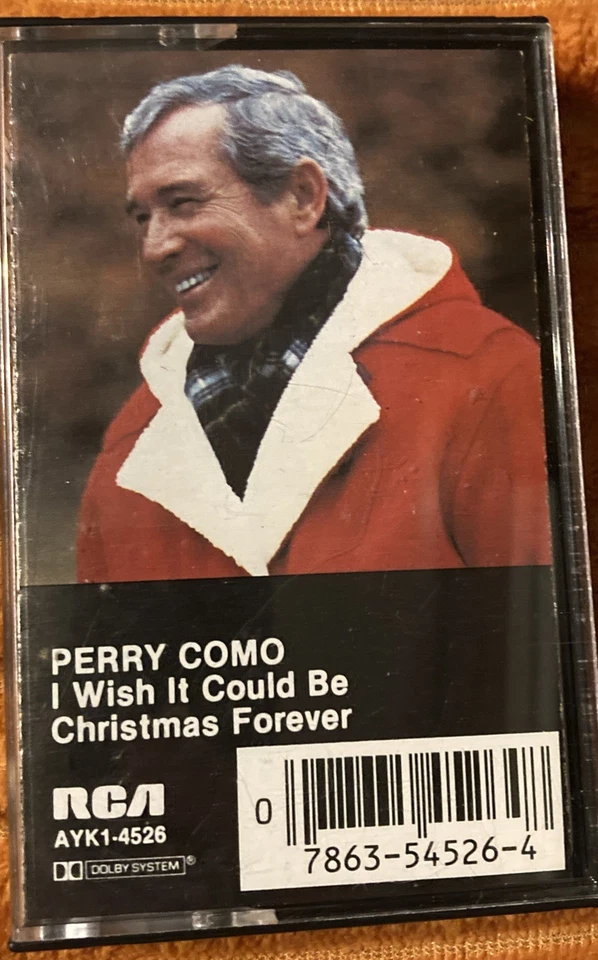 PERRY COMO
I Wish It Could Be
Christmas Forever
RCA
AYK1-4526
DOLBY SYSTEM®
0 7863-54526-4